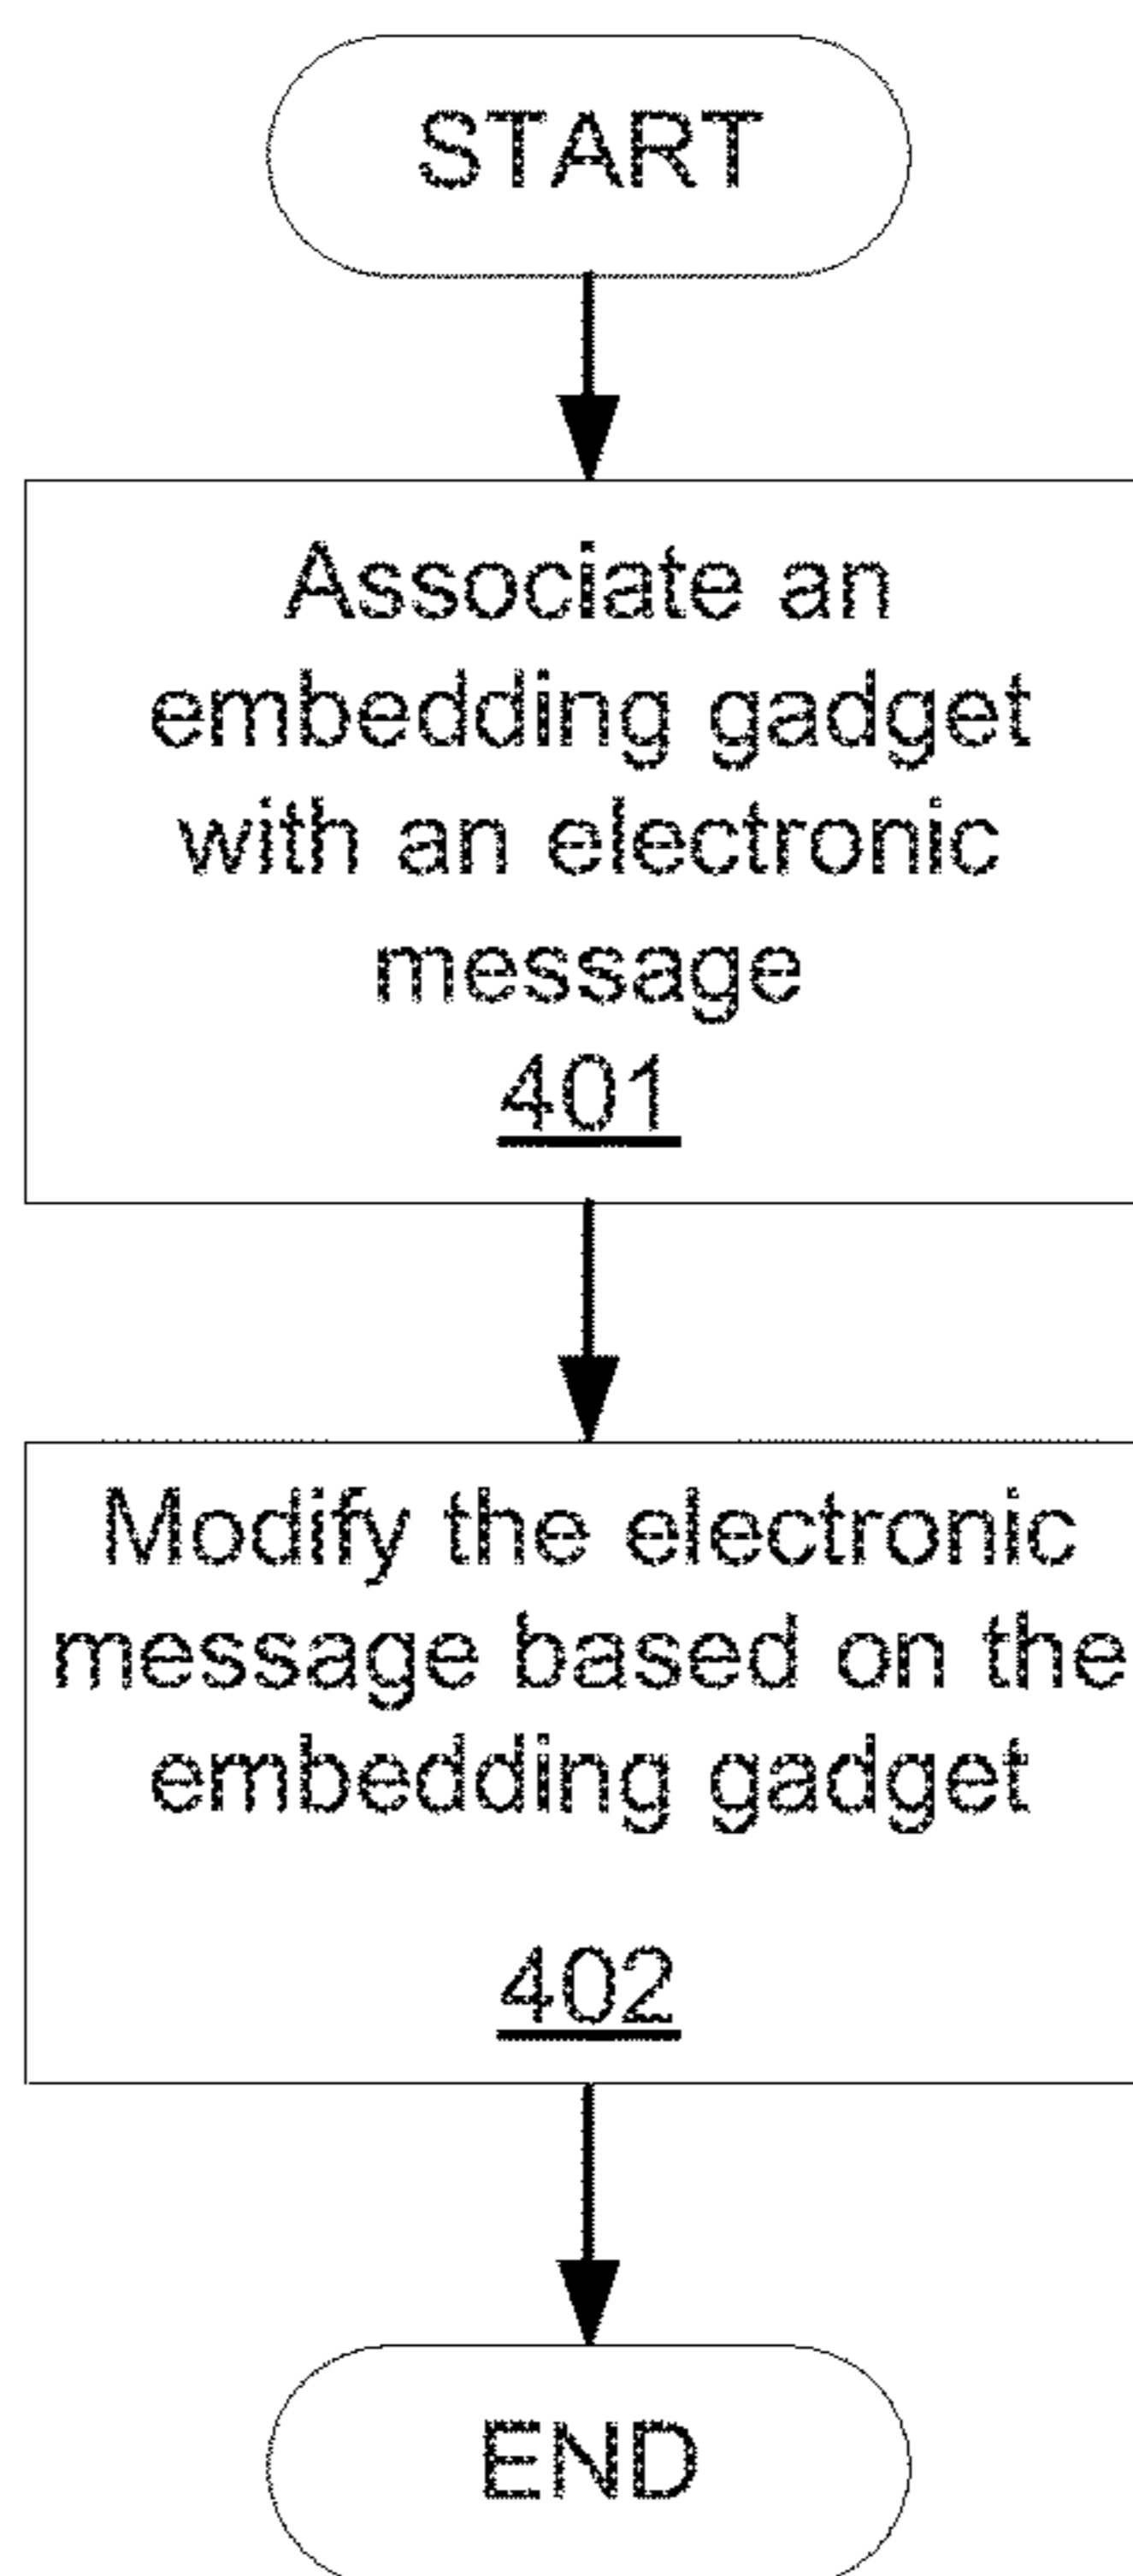 START
Associate an
embedding gadget
with an electronic
message
401
Modify the electronic
message based on the
embedding gadget
402
END